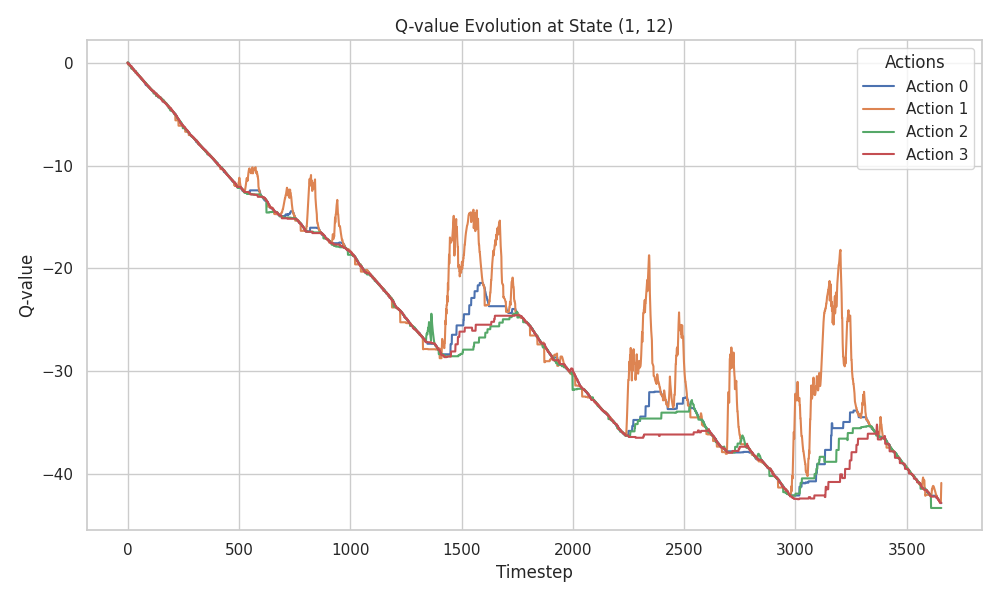 Q-value Evolution at State (1, 12)
Actions
Action 0
Action 1
Action 2
Action 3
Q-value
0
−10
−20
−30
−40
0 500 1000 1500 2000 2500 3000 3500
Timestep